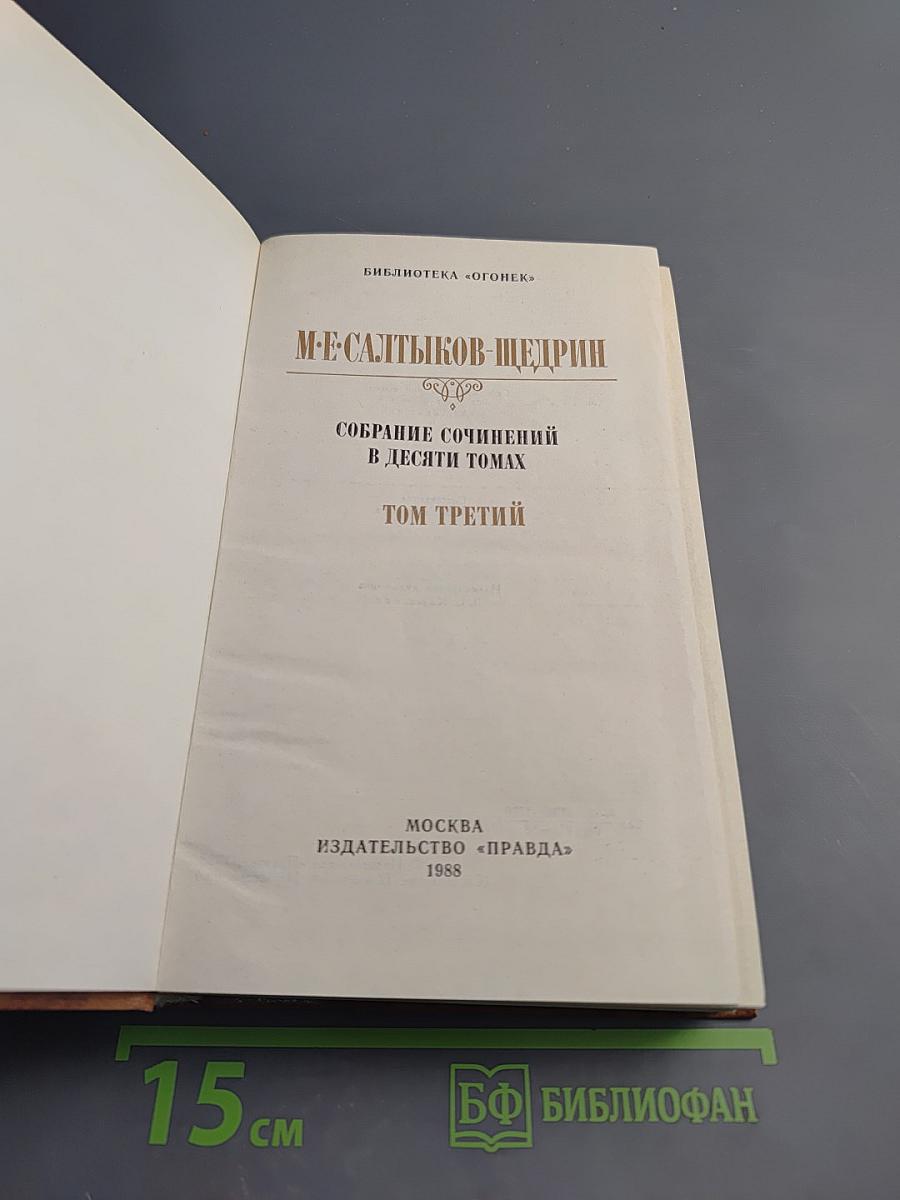 БИБЛИОТЕКА «ОГОНЕК»
М·Е·САЛТЫКОВ-ЩЕДРИН
СОБРАНИЕ СОЧИНЕНИЙ
В ДЕСЯТИ ТОМАХ
ТОМ ТРЕТИЙ
МОСКВА
ИЗДАТЕЛЬСТВО «ПРАВДА»
1988
15 см
БФ БИБЛИОФАН